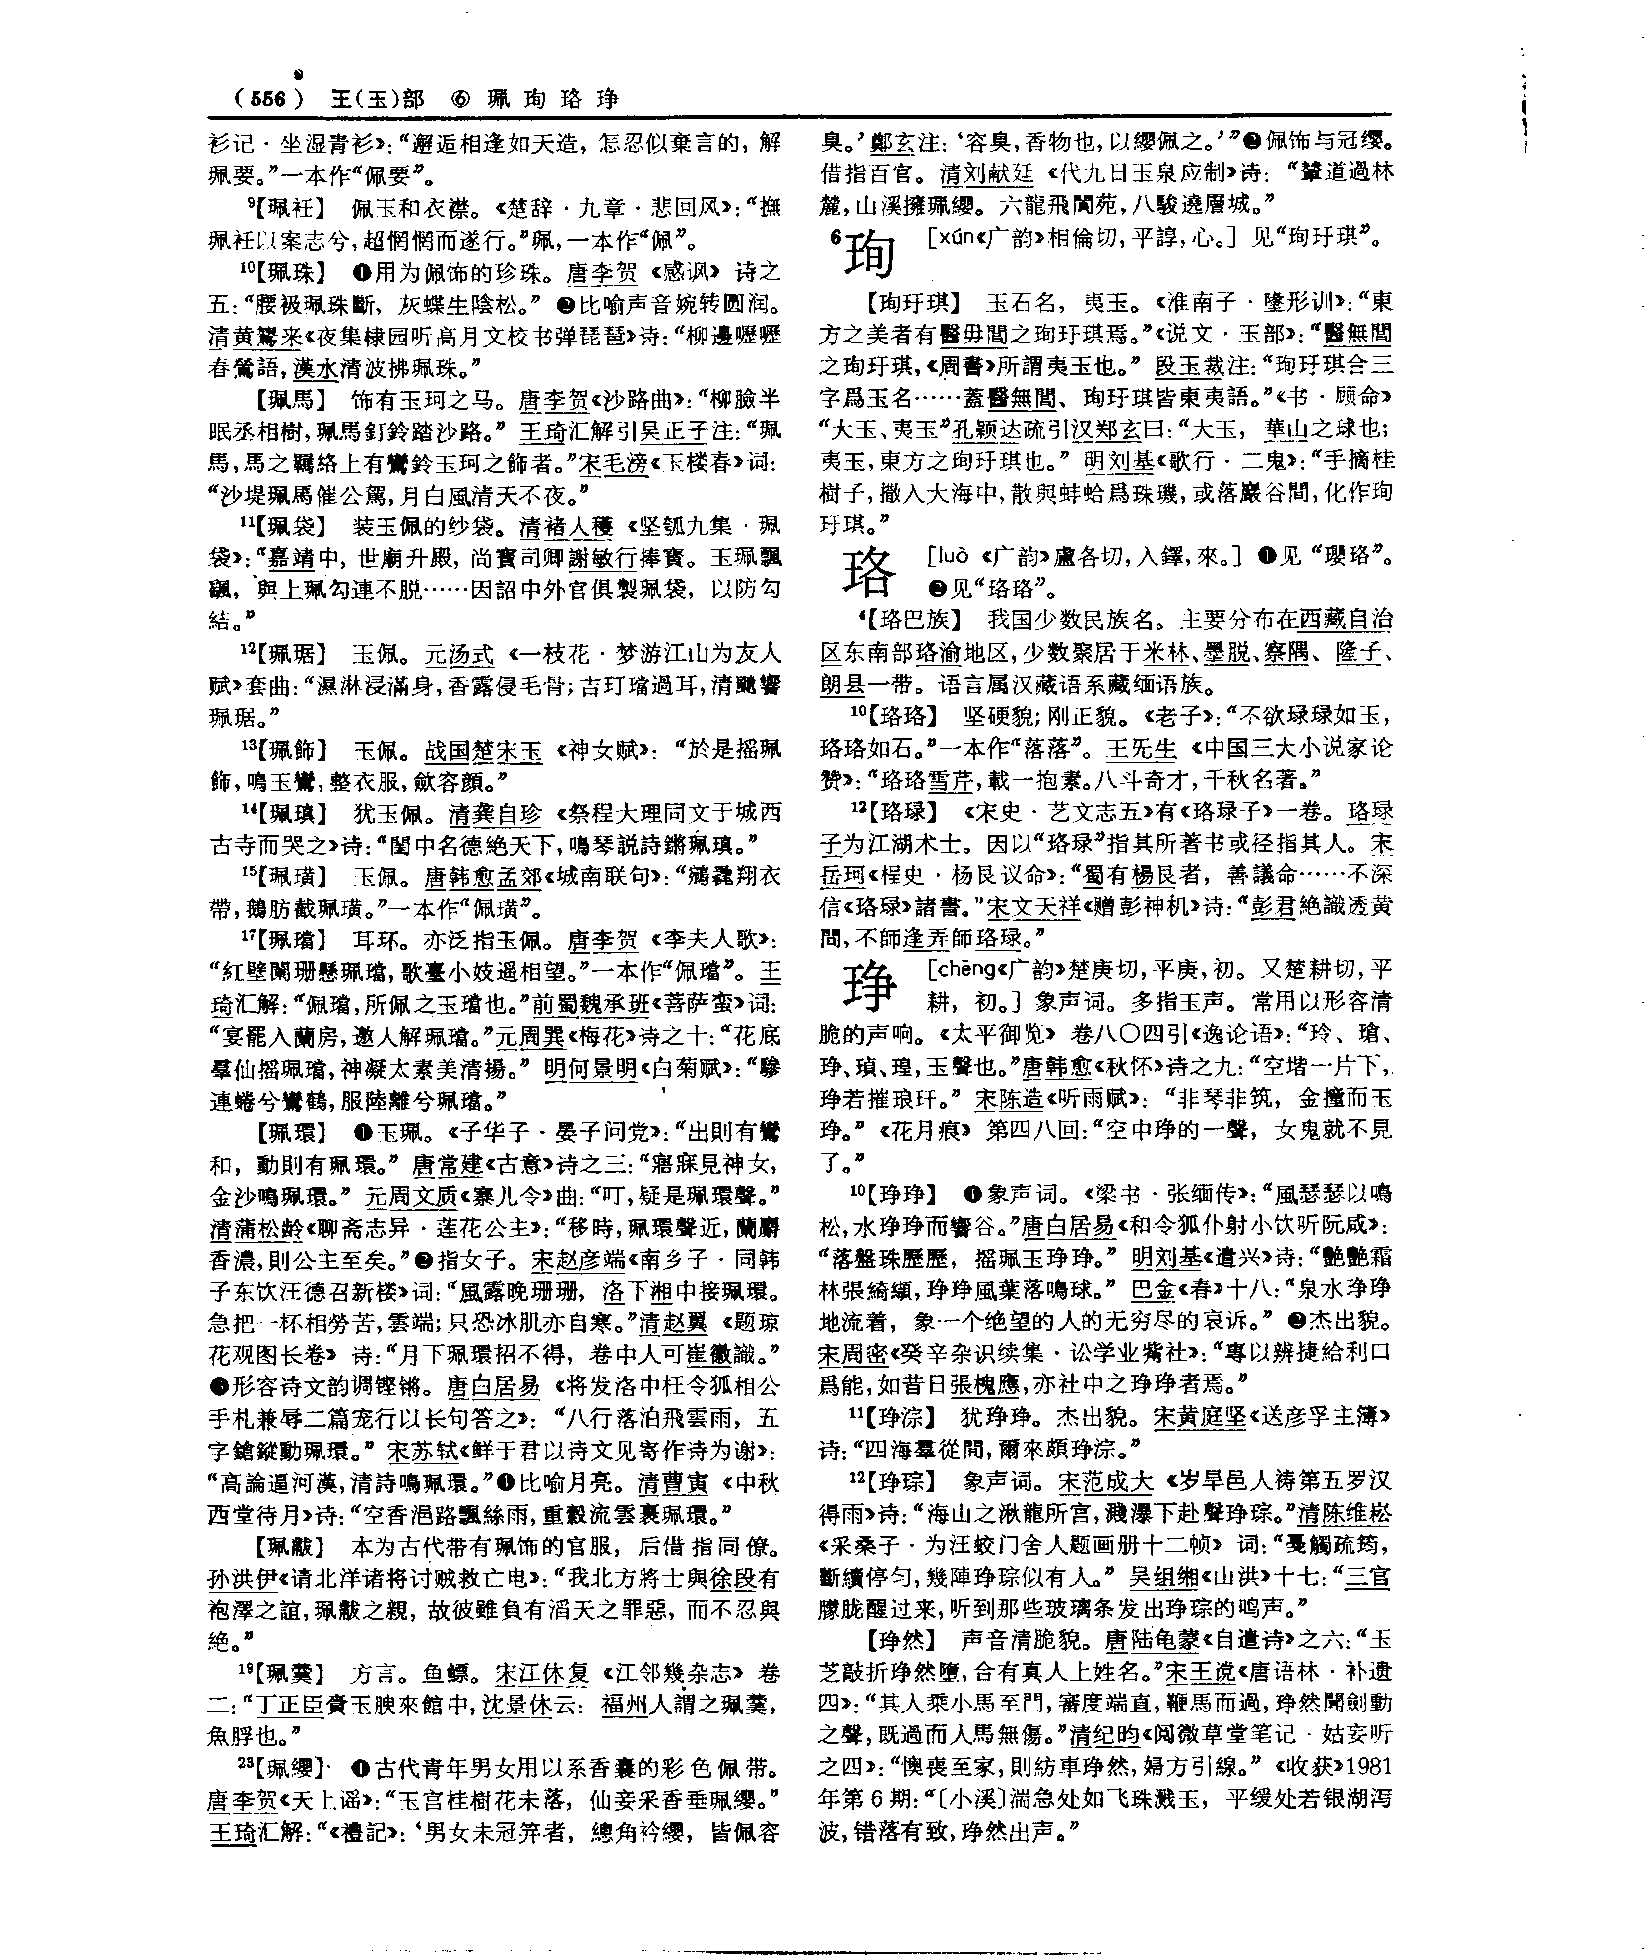 (556) 王(玉)部 ⑥ 珮珣珞琤
衫记·坐湿青衫》：“邂逅相逢如天造，怎忍似棄言的，解
珮要。”一本作“佩要”。
⁹【珮衽】 佩玉和衣襟。《楚辞·九章·悲回风》：“撫
珮衽以案志兮，超惘惘而遂行。”珮，一本作“佩”。
¹⁰【珮珠】 ❶用为佩饰的珍珠。唐李贺《感讽》诗之
五：“腰衱珮珠斷，灰蝶生陰松。”❷比喻声音婉转圆润。
清黄鷟来《夜集棣园听高月文校书弹琵琶》诗：“柳邊嚦嚦
春鶯語，漢水清波拂珮珠。”
【珮馬】 饰有玉珂之马。唐李贺《沙路曲》：“柳臉半
眠丞相樹，珮馬釘鈴踏沙路。”王琦汇解引吴正子注：“珮
馬，馬之羈絡上有鸞鈴玉珂之飾者。”宋毛滂《玉楼春》词：
“沙堤珮馬催公駕，月白風清天不夜。”
¹¹【珮袋】 装玉佩的纱袋。清褚人穫《坚瓠九集·珮
袋》：“嘉靖中，世廟升殿，尚寶司卿謝敏行捧寶。玉珮飄
颻，與上珮勾連不脱……因詔中外官俱製珮袋，以防勾
結。”
¹²【珮琚】 玉佩。元汤式《一枝花·梦游江山为友人
赋》套曲：“濕淋浸滿身，香露侵毛骨；吉玎璫過耳，清飈響
珮琚。”
¹³【珮飾】 玉佩。战国楚宋玉《神女赋》：“於是摇珮
飾，鳴玉鸞；整衣服，斂容顔。”
¹⁴【珮瑱】 犹玉佩。清龚自珍《祭程大理同文于城西
古寺而哭之》诗：“閨中名德絶天下，鳴琴説詩鏘珮瑱。”
¹⁵【珮璜】 玉佩。唐韩愈孟郊《城南联句》：“鵝毳翔衣
帶，鵝肪截珮璜。”一本作“佩璜”。
¹⁷【珮璫】 耳环。亦泛指玉佩。唐李贺《李夫人歌》：
“紅壁闌珊懸珮璫，歌臺小妓遥相望。”一本作“佩璫”。王
琦汇解：“佩璫，所佩之玉璫也。”前蜀魏承班《菩萨蛮》词：
“宴罷入蘭房，邀人解珮璫。”元周巽《梅花》诗之十：“花底
羣仙摇珮璫，神凝太素美清揚。”明何景明《白菊赋》：“驂
連蜷兮鸞鶴，服陸離兮珮璫。”
【珮環】 ❶玉珮。《子华子·晏子问党》：“出則有鸞
和，動則有珮環。”唐常建《古意》诗之三：“寤寐見神女，
金沙鳴珮環。”元周文质《寨儿令》曲：“叮，疑是珮環聲。”
清蒲松龄《聊斋志异·莲花公主》：“移時，珮環聲近，蘭麝
香濃，則公主至矣。”❷指女子。宋赵彦端《南乡子·同韩
子东饮汪德召新楼》词：“風露晚珊珊，洛下湘中接珮環。
急把一杯相勞苦，雲端；只恐冰肌亦自寒。”清赵翼《题琼
花观图长卷》诗：“月下珮環招不得，卷中人可崔徽識。”
❸形容诗文韵调铿锵。唐白居易《将发洛中枉令狐相公
手札兼辱二篇宠行以长句答之》：“八行落泊飛雲雨，五
字鎗鏦動珮環。”宋苏轼《鲜于君以诗文见寄作诗为谢》：
“高論逼河漢，清詩鳴珮環。”❹比喻月亮。清曹寅《中秋
西堂待月》诗：“空香浥路飄絲雨，重縠流雲裹珮環。”
【珮黻】 本为古代带有珮饰的官服，后借指同僚。
孙洪伊《请北洋诸将讨贼救亡电》：“我北方將士與徐段有
袍澤之誼，珮黻之親，故彼雖負有滔天之罪惡，而不忍與
絶。”
¹⁹【珮羹】 方言。鱼鳔。宋江休复《江邻幾杂志》卷
二：“丁正臣賫玉腴來館中，沈景休云：福州人謂之珮羹，
魚脬也。”
²³【珮纓】 ❶古代青年男女用以系香囊的彩色佩带。
唐李贺《天上谣》：“玉宫桂樹花未落，仙妾采香垂珮纓。”
王琦汇解：“《禮記》：‘男女未冠笄者，總角衿纓，皆佩容
臭。’鄭玄注：‘容臭，香物也，以纓佩之。’”❷佩饰与冠缨。
借指百官。清刘献廷《代九日玉泉应制》诗：“輦道過林
麓，山溪擁珮纓。六龍飛閬苑，八駿遶層城。”
⁶珣 [xún《广韵》相倫切，平諄，心。] 见“珣玗琪”。
【珣玗琪】 玉石名，夷玉。《淮南子·墬形训》：“東
方之美者有醫毋閭之珣玗琪焉。”《说文·玉部》：“醫無閭
之珣玗琪，《周書》所謂夷玉也。”段玉裁注：“珣玗琪合三
字爲玉名……蓋醫無閭、珣玗琪皆東夷語。”《书·顾命》
“大玉、夷玉”孔颖达疏引汉郑玄曰：“大玉，華山之球也；
夷玉，東方之珣玗琪也。”明刘基《歌行·二鬼》：“手摘桂
樹子，撒入大海中，散與蚌蛤爲珠璣，或落巖谷間，化作珣
玗琪。”
珞 [luò《广韵》盧各切，入鐸，來。] ❶见“瓔珞”。
❷见“珞珞”。
⁴【珞巴族】 我国少数民族名。主要分布在西藏自治
区东南部珞渝地区，少数聚居于米林、墨脱、察隅、隆子、
朗县一带。语言属汉藏语系藏缅语族。
¹⁰【珞珞】 坚硬貌；刚正貌。《老子》：“不欲琭琭如玉，
珞珞如石。”一本作“落落”。王旡生《中国三大小说家论
赞》：“珞珞雪芹，載一抱素。八斗奇才，千秋名著。”
¹²【珞琭】 《宋史·艺文志五》有《珞琭子》一卷。珞琭
子为江湖术士。因以“珞琭”指其所著书或径指其人。宋
岳珂《桯史·杨艮议命》：“蜀有楊艮者，善議命……不深
信《珞琭》諸書。”宋文天祥《赠彭神机》诗：“彭君絶識透黄
間，不師逢弄師珞琭。”
琤 [chēng《广韵》楚庚切，平庚，初。又楚耕切，平
耕，初。] 象声词。多指玉声。常用以形容清
脆的声响。《太平御览》卷八〇四引《逸论语》：“玲、瑲、
琤、瑣、瑝，玉聲也。”唐韩愈《秋怀》诗之九：“空堦一片下，
琤若摧琅玕。”宋陈造《听雨赋》：“非琴非筑，金撞而玉
琤。”《花月痕》第四八回：“空中琤的一聲，女鬼就不見
了。”
¹⁰【琤琤】 ❶象声词。《梁书·张缅传》：“風瑟瑟以鳴
松，水琤琤而響谷。”唐白居易《和令狐仆射小饮听阮咸》：
“落盤珠歷歷，摇珮玉琤琤。”明刘基《遣兴》诗：“艷艷霜
林張綺纈，琤琤風葉落鳴球。”巴金《春》十八：“泉水琤琤
地流着，象一个绝望的人的无穷尽的哀诉。”❷杰出貌。
宋周密《癸辛杂识续集·讼学业觜社》：“專以辨捷給利口
爲能，如昔日張槐應，亦社中之琤琤者焉。”
¹¹【琤淙】 犹琤琤。杰出貌。宋黄庭坚《送彦孚主簿》
诗：“四海羣從間，爾來頗琤淙。”
¹²【琤琮】 象声词。宋范成大《岁旱邑人祷第五罗汉
得雨》诗：“海山之湫龍所宫，濺瀑下赴聲琤琮。”清陈维崧
《采桑子·为汪蛟门舍人题画册十二帧》词：“戛觸疏筠，
斷續停匀，幾陣琤琮似有人。”吴组缃《山洪》十七：“三官
朦胧醒过来，听到那些玻璃条发出琤琮的鸣声。”
【琤然】 声音清脆貌。唐陆龟蒙《自遣诗》之六：“玉
芝敲折琤然墮，合有真人上姓名。”宋王谠《唐语林·补遗
四》：“其人乘小馬至門，審度端直，鞭馬而過，琤然聞劍動
之聲，既過而人馬無傷。”清纪昀《阅微草堂笔记·姑妄听
之四》：“懊喪至家，則紡車琤然，婦方引線。”《收获》1981
年第6期：“〔小溪〕湍急处如飞珠溅玉，平缓处若银湖泻
波，错落有致，琤然出声。”